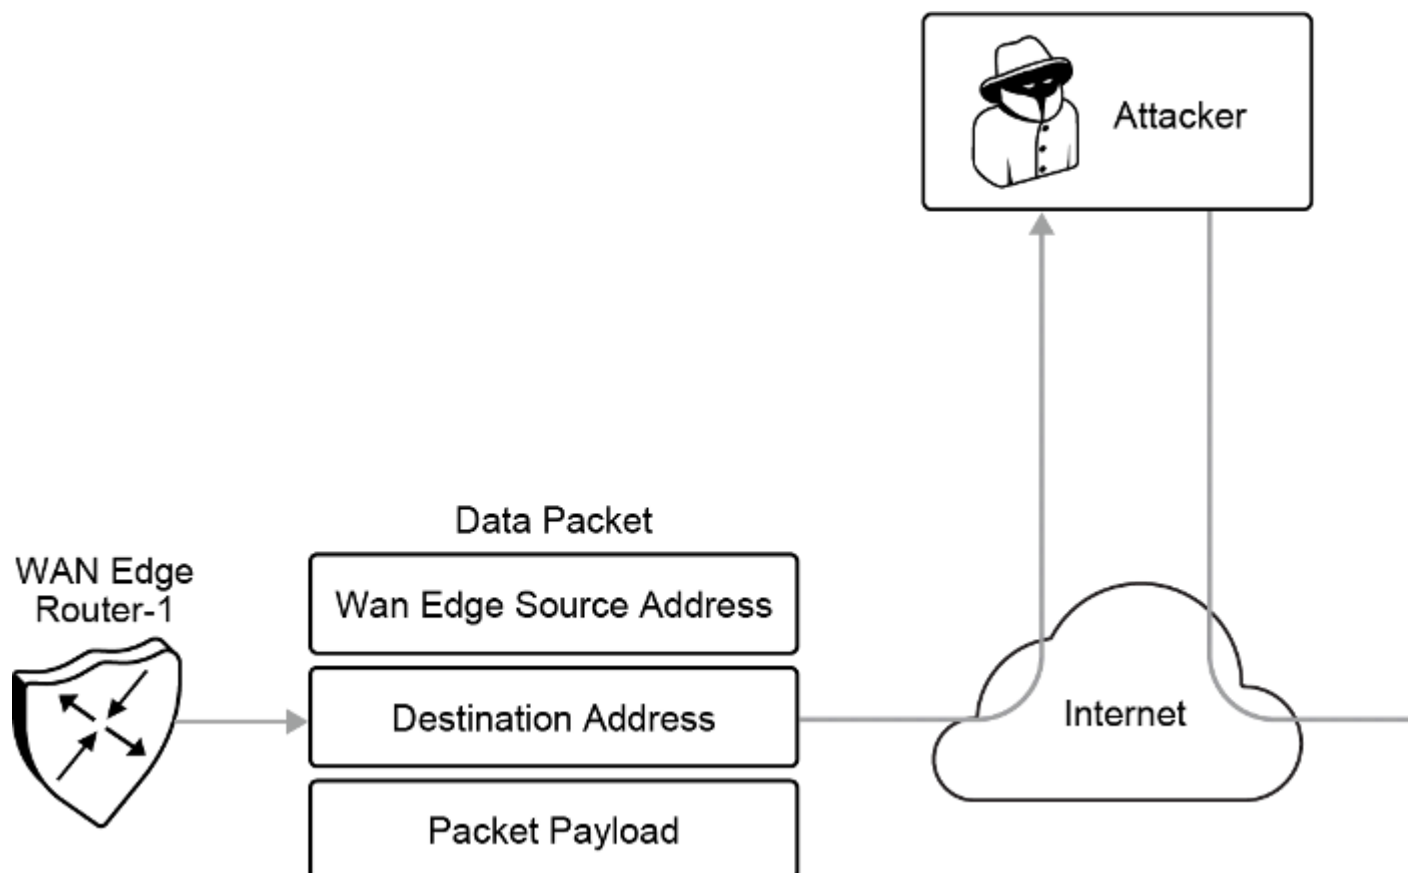 Attacker
Data Packet
WAN Edge
Router-1
Wan Edge Source Address
Destination Address
Internet
Packet Payload